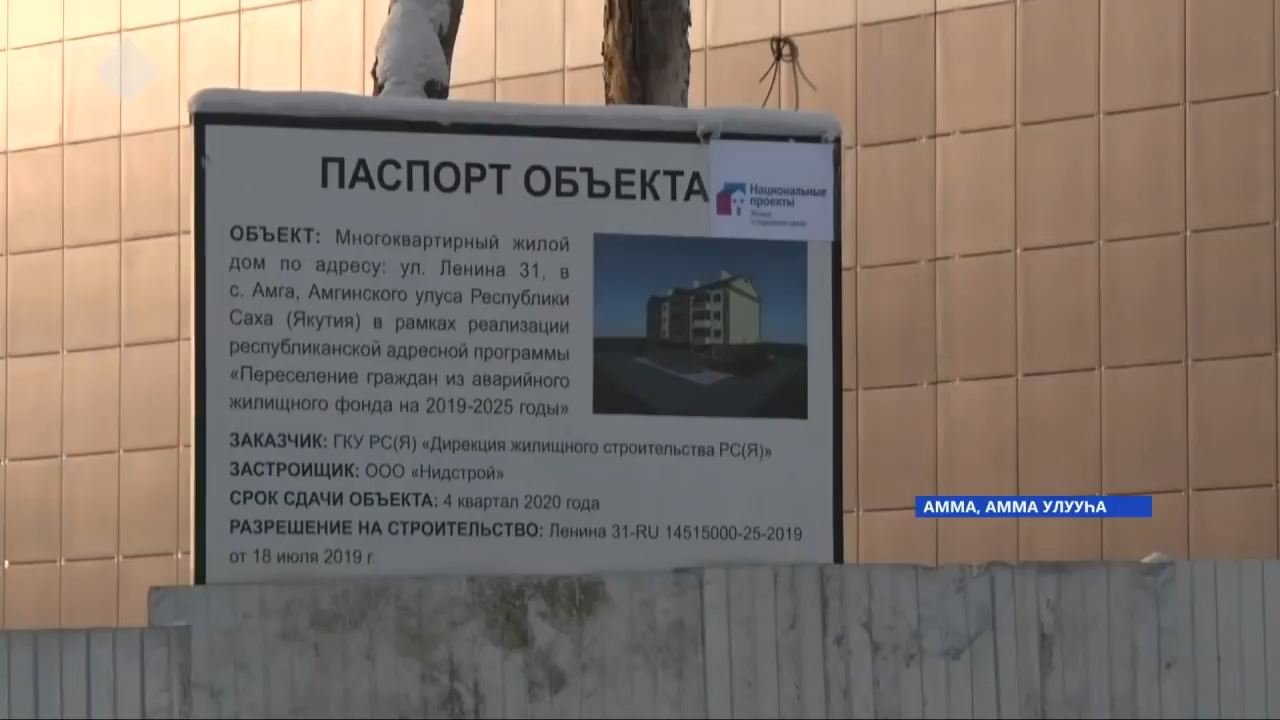 ПАСПОРТ ОБЪЕКТА
Национальные
проекты
ОБЪЕКТ: Многоквартирный жилой
дом по адресу: ул. Ленина 31, в
с. Амга, Амгинского улуса Республики
Саха (Якутия) в рамках реализации
республиканской адресной программы
«Переселение граждан из аварийного
жилищного фонда на 2019-2025 годы»
ЗАКАЗЧИК: ГКУ РС(Я) «Дирекция жилищного строительства РС(Я)»
ЗАСТРОИЩИК: ООО «Нидстрой»
СРОК СДАЧИ ОБЪЕКТА: 4 квартал 2020 года
РАЗРЕШЕНИЕ НА СТРОИТЕЛЬСТВО: Ленина 31-RU 14515000-25-2019
от 18 июля 2019 г.
АММА, АММА УЛУУҺА